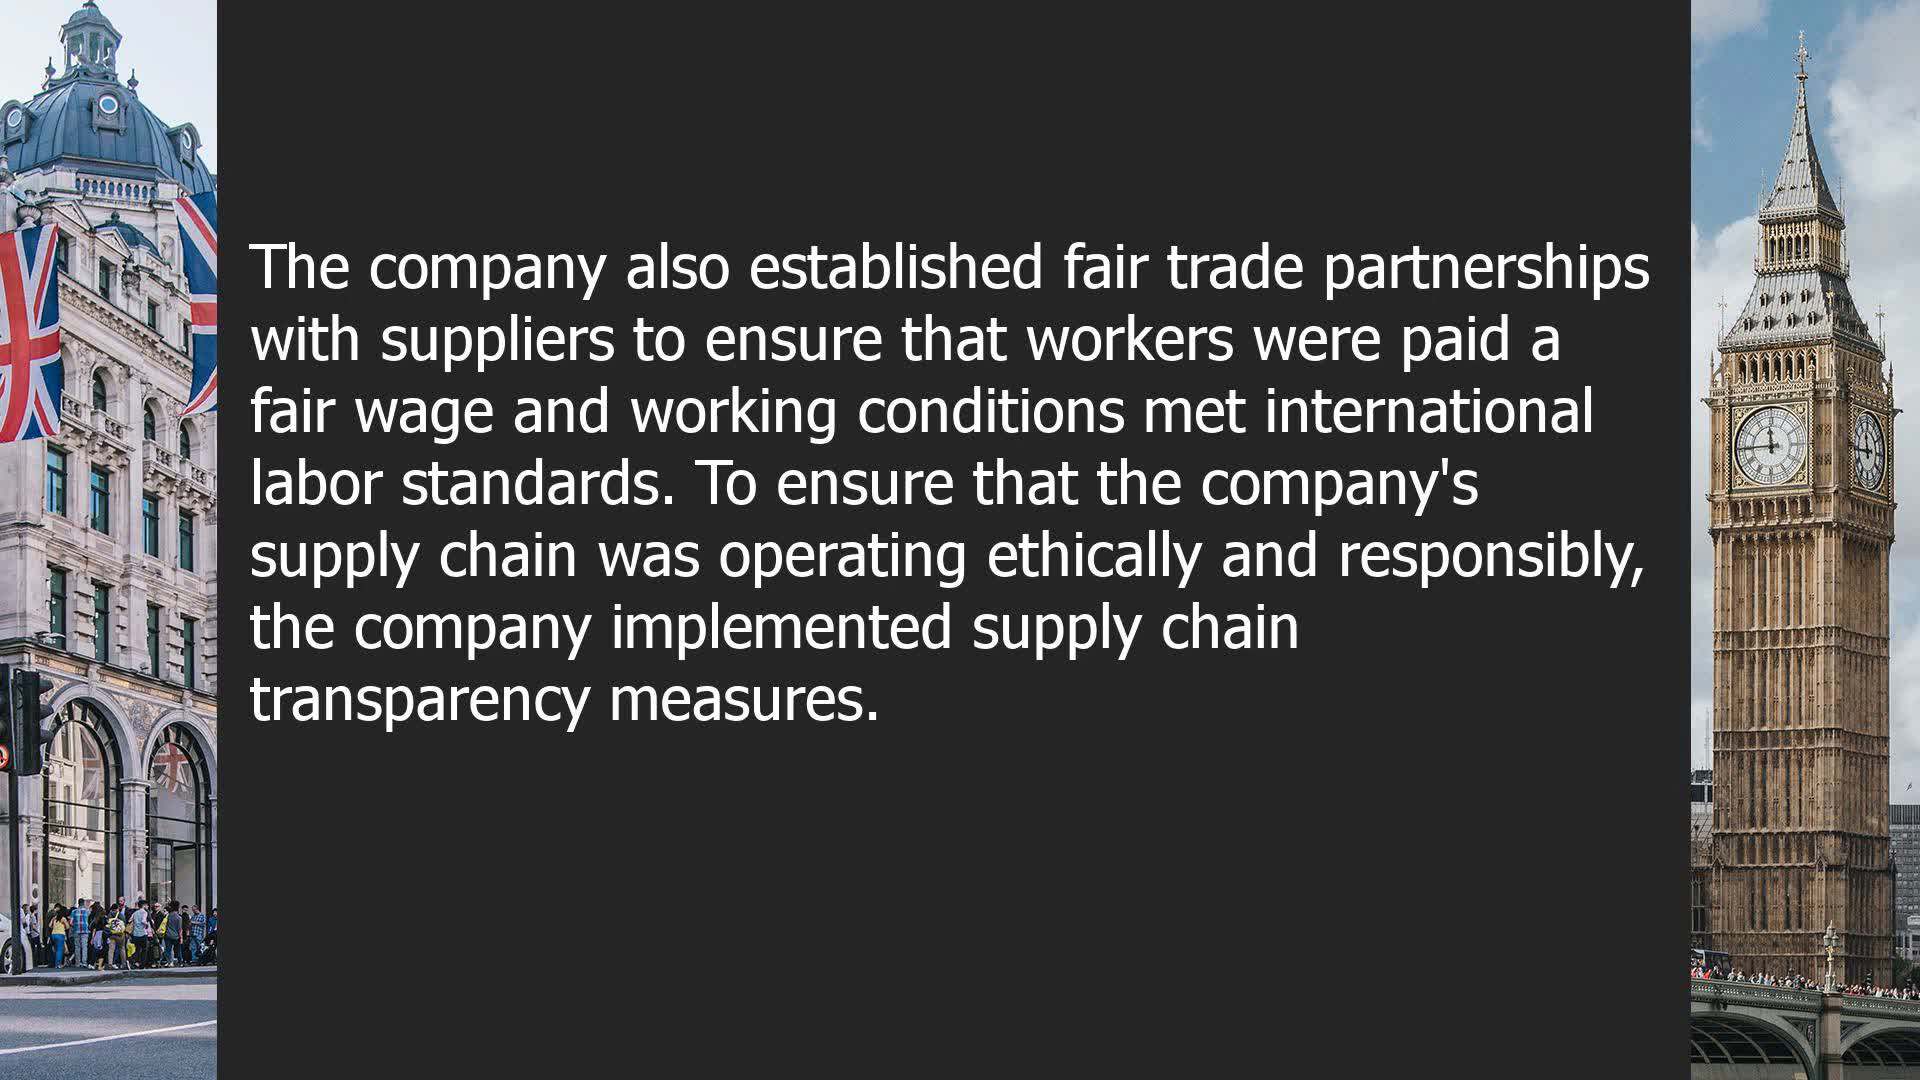 The company also established fair trade partnerships
with suppliers to ensure that workers were paid a
fair wage and working conditions met international
labor standards. To ensure that the company's
supply chain was operating ethically and responsibly,
the company implemented supply chain
transparency measures.